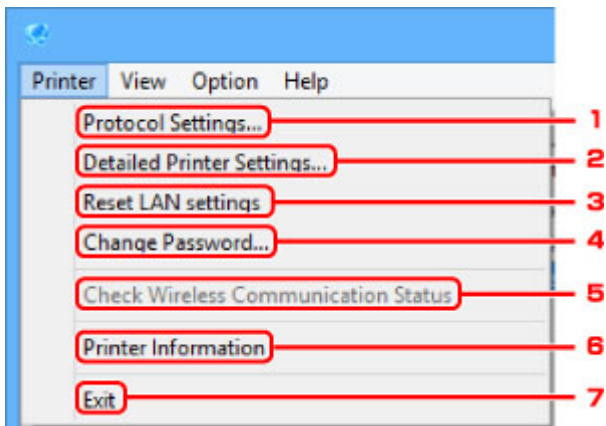 Printer View Option Help
Protocol Settings... 1
Detailed Printer Settings... 2
Reset LAN settings 3
Change Password... 4
Check Wireless Communication Status 5
Printer Information 6
Exit 7